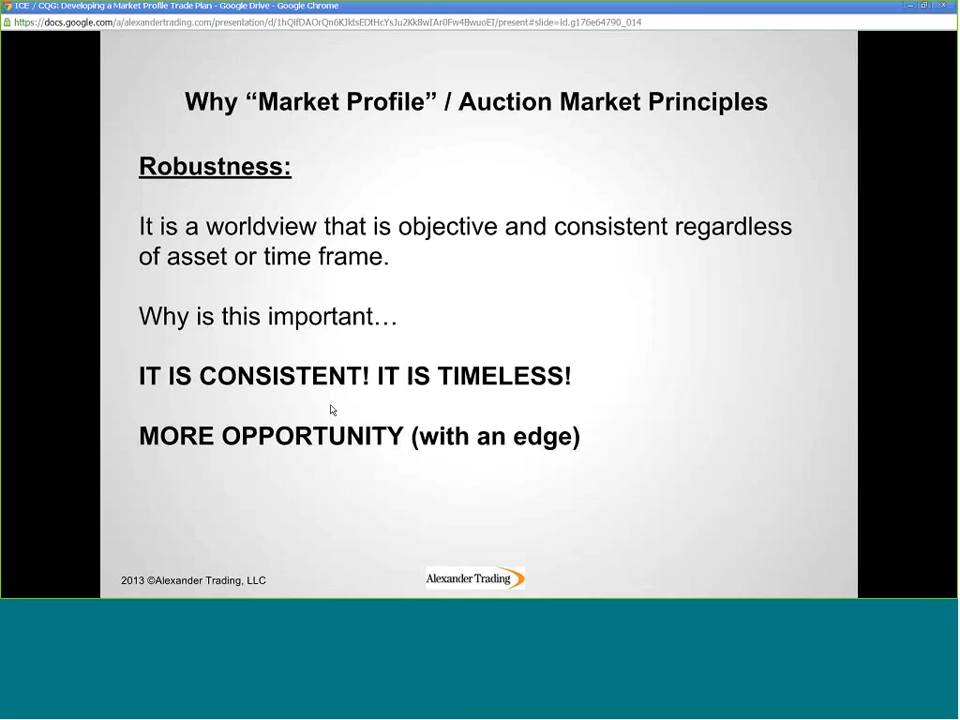 ICE / CQG: Developing a Market Profile Trade Plan - Google Drive - Google Chrome
Why “Market Profile” / Auction Market Principles
Robustness:
It is a worldview that is objective and consistent regardless
of asset or time frame.
Why is this important…
IT IS CONSISTENT! IT IS TIMELESS!
MORE OPPORTUNITY (with an edge)
2013 ©Alexander Trading, LLC
Alexander Trading